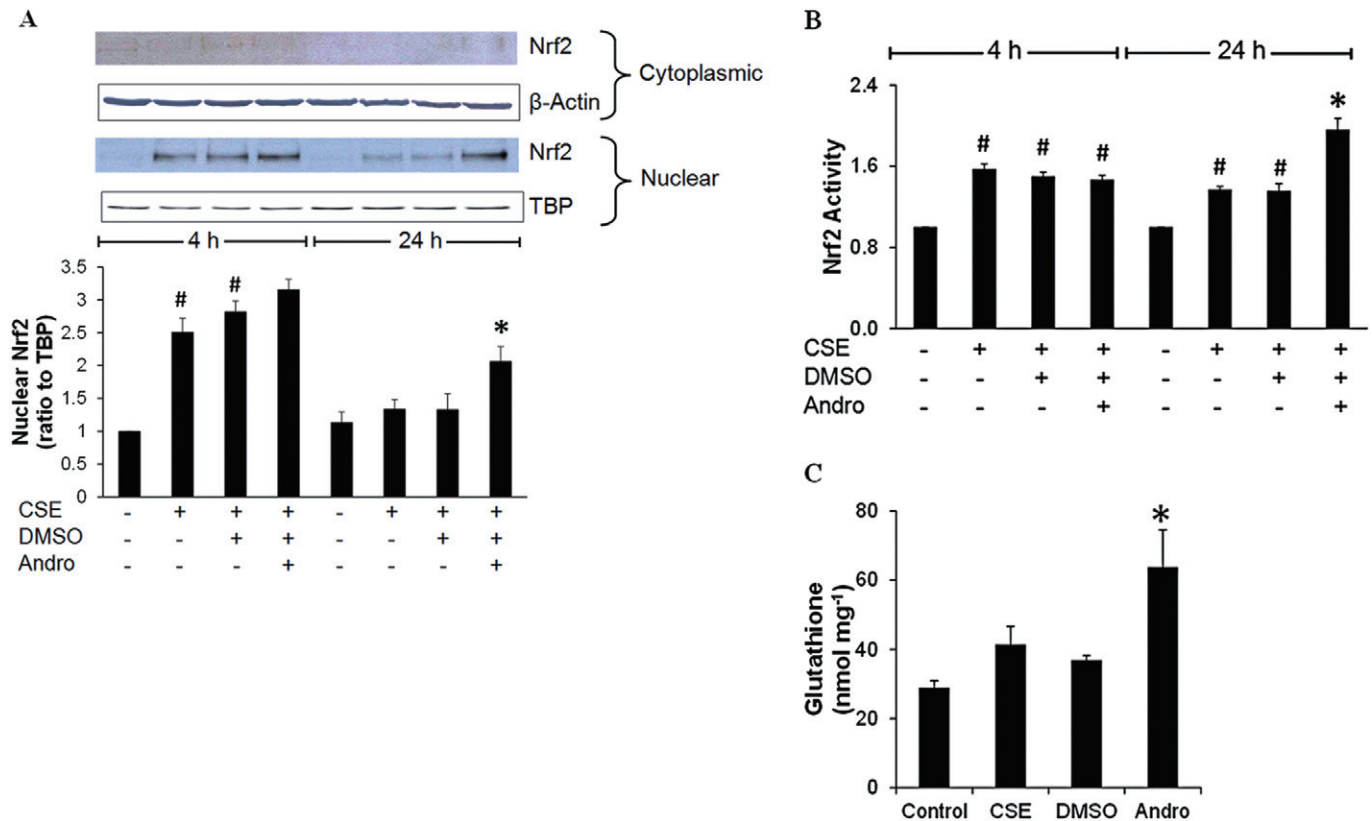 A
Nrf2
Cytoplasmic
β-Actin
Nrf2
Nuclear
TBP
4 h
24 h
Nuclear Nrf2
(ratio to TBP)
3.5
3
2.5
2
1.5
1
0.5
0
#
#
*
CSE - + + + - + + +
DMSO - - + + - - + +
Andro - - - + - - - +
B
4 h
24 h
Nrf2 Activity
2.4
1.6
0.8
0.0
#
#
#
#
#
*
CSE - + + + - + + +
DMSO - - + + - - + +
Andro - - - + - - - +
C
Glutathione
(nmol mg⁻¹)
80
60
40
20
0
*
Control CSE DMSO Andro